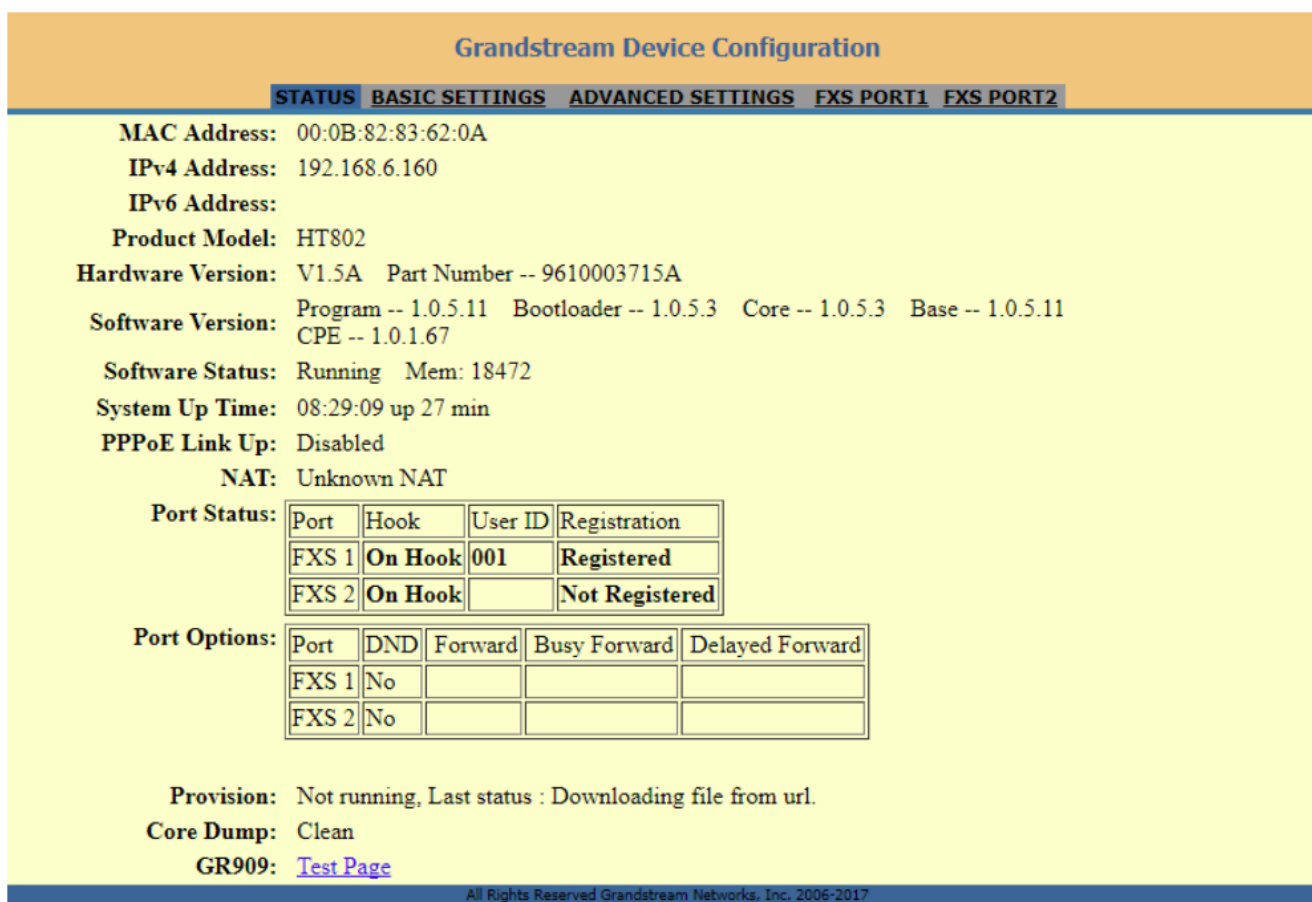 Grandstream Device Configuration
STATUS BASIC SETTINGS ADVANCED SETTINGS FXS PORT1 FXS PORT2
MAC Address: 00:0B:82:83:62:0A
IPv4 Address: 192.168.6.160
IPv6 Address:
Product Model: HT802
Hardware Version: V1.5A Part Number -- 9610003715A
Software Version: Program -- 1.0.5.11 Bootloader -- 1.0.5.3 Core -- 1.0.5.3 Base -- 1.0.5.11
CPE -- 1.0.1.67
Software Status: Running Mem: 18472
System Up Time: 08:29:09 up 27 min
PPPoE Link Up: Disabled
NAT: Unknown NAT
Port Status: Port Hook User ID Registration
FXS 1 On Hook 001 Registered
FXS 2 On Hook Not Registered
Port Options: Port DND Forward Busy Forward Delayed Forward
FXS 1 No
FXS 2 No
Provision: Not running, Last status : Downloading file from url.
Core Dump: Clean
GR909: Test Page
All Rights Reserved Grandstream Networks, Inc. 2006-2017